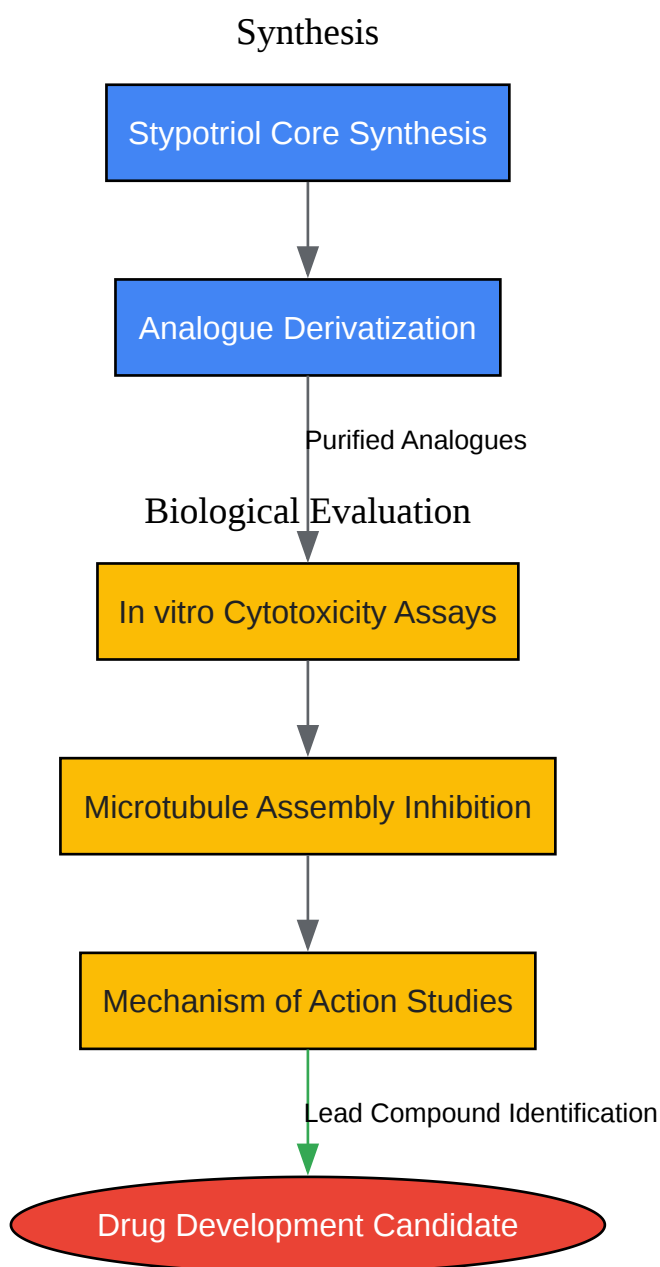 Synthesis
Stypotriol Core Synthesis
Analogue Derivatization
Purified Analogues
Biological Evaluation
In vitro Cytotoxicity Assays
Microtubule Assembly Inhibition
Mechanism of Action Studies
Lead Compound Identification
Drug Development Candidate